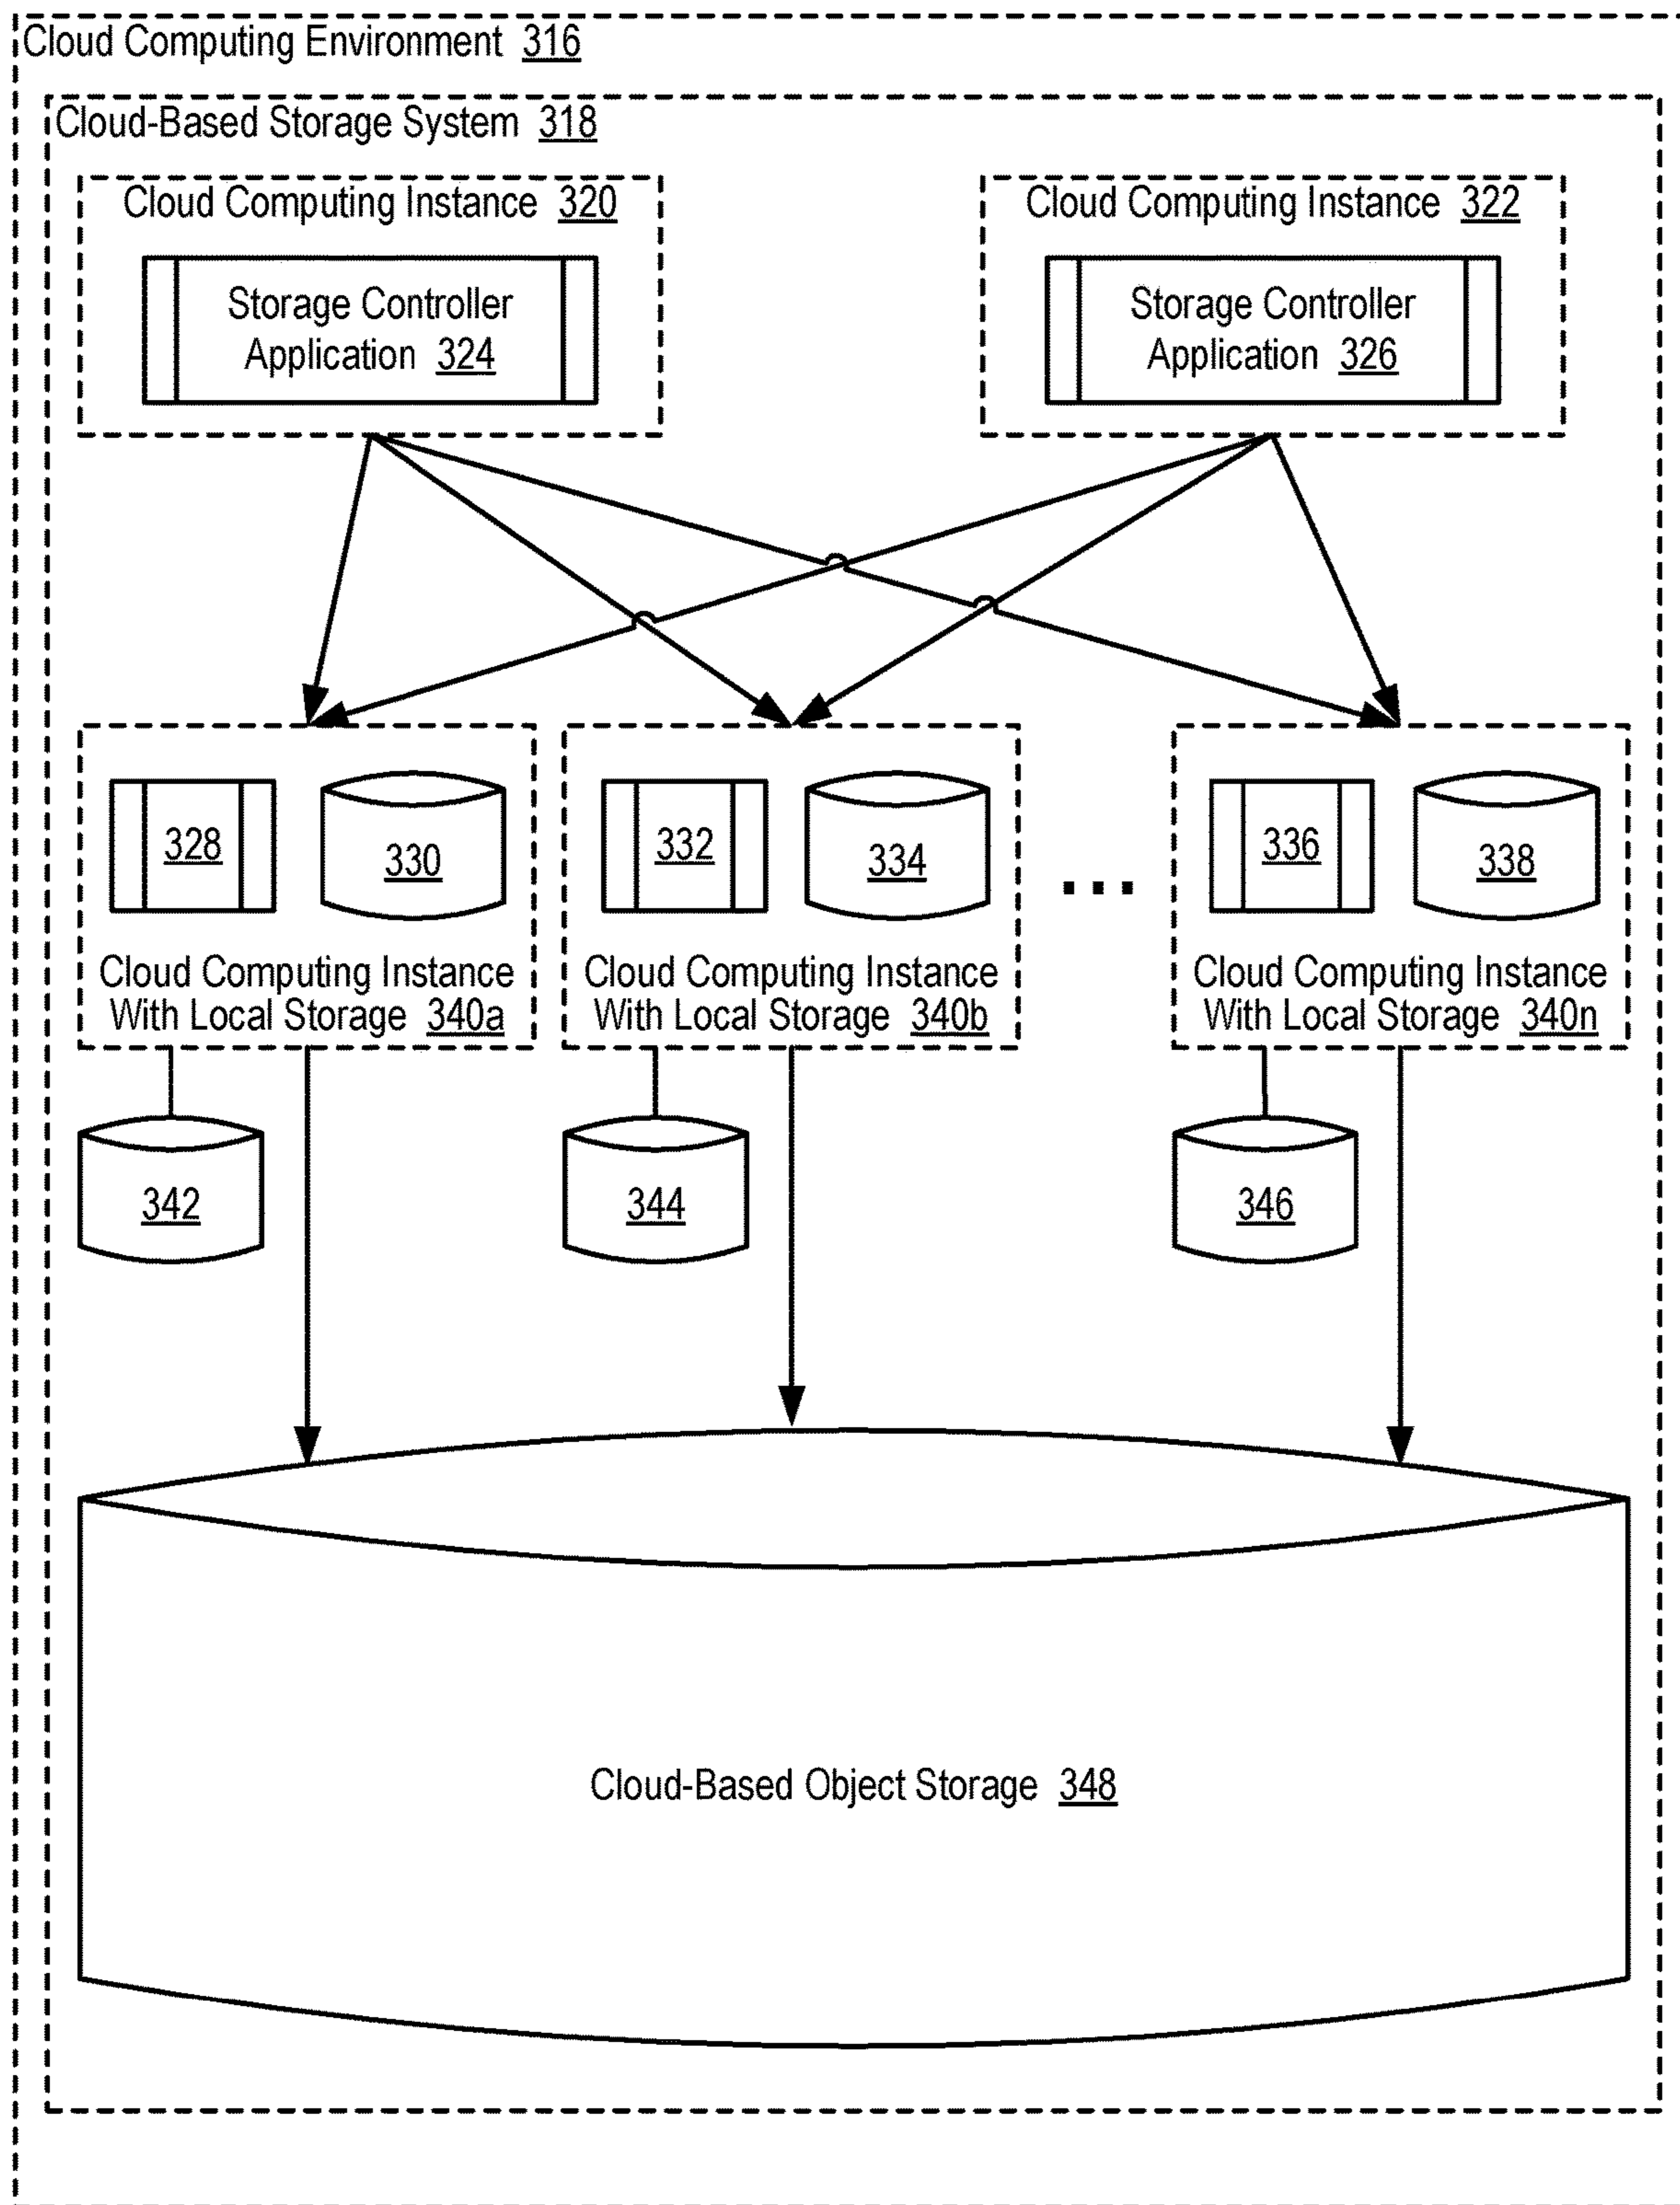 Cloud Computing Environment 316
Cloud-Based Storage System 318
Cloud Computing Instance 320
Storage Controller
Application 324
Cloud Computing Instance 322
Storage Controller
Application 326
328
330
Cloud Computing Instance
With Local Storage 340a
332
334
Cloud Computing Instance
With Local Storage 340b
...
336
338
Cloud Computing Instance
With Local Storage 340n
342
344
346
Cloud-Based Object Storage 348